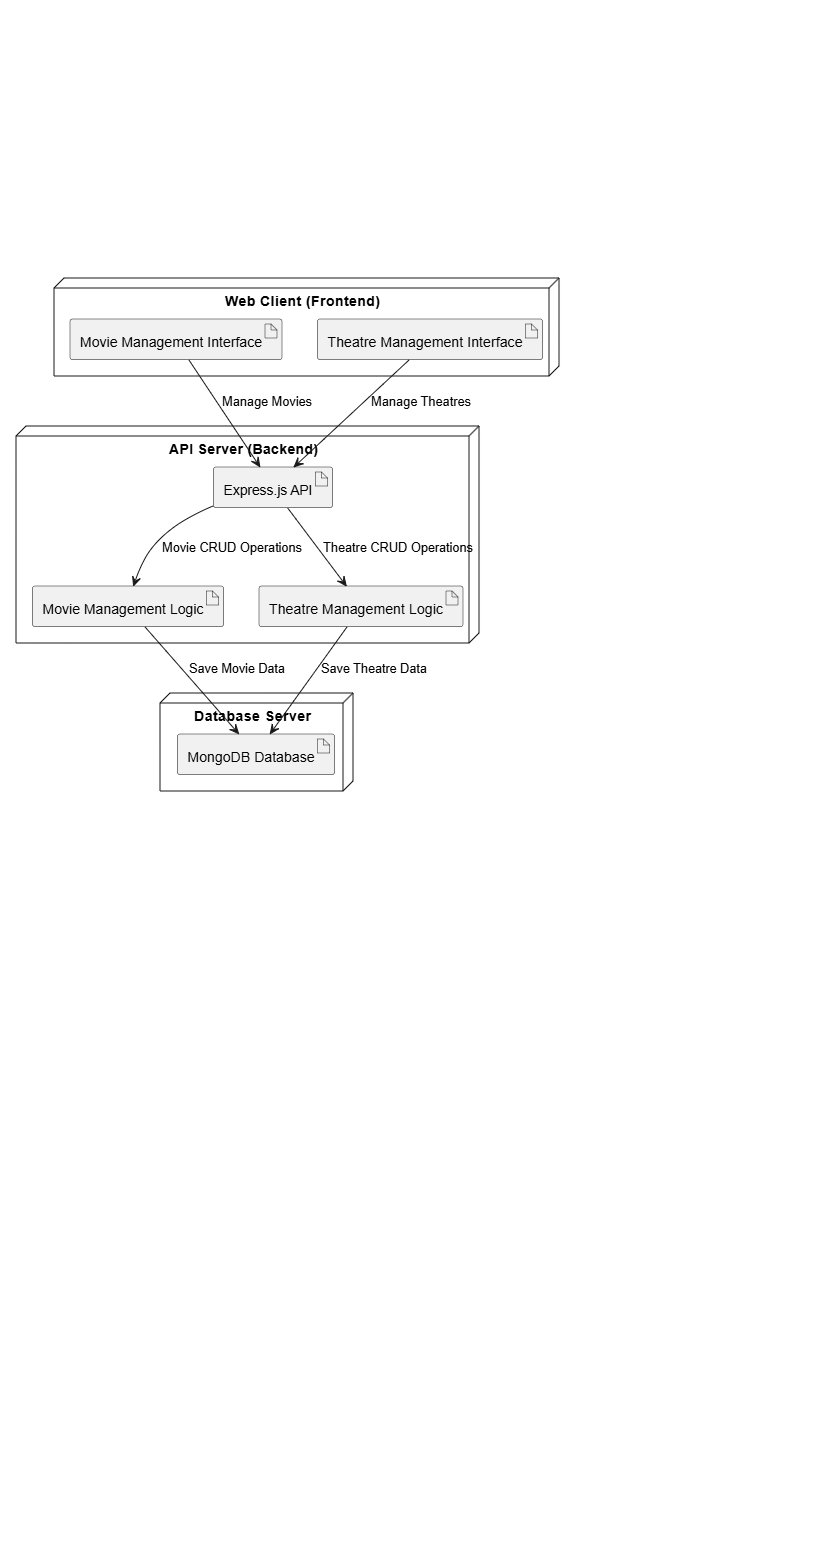 Web Client (Frontend)
Movie Management Interface
Theatre Management Interface
Manage Movies
Manage Theatres
API Server (Backend)
Express.js API
Movie CRUD Operations
Theatre CRUD Operations
Movie Management Logic
Theatre Management Logic
Save Movie Data
Save Theatre Data
Database Server
MongoDB Database